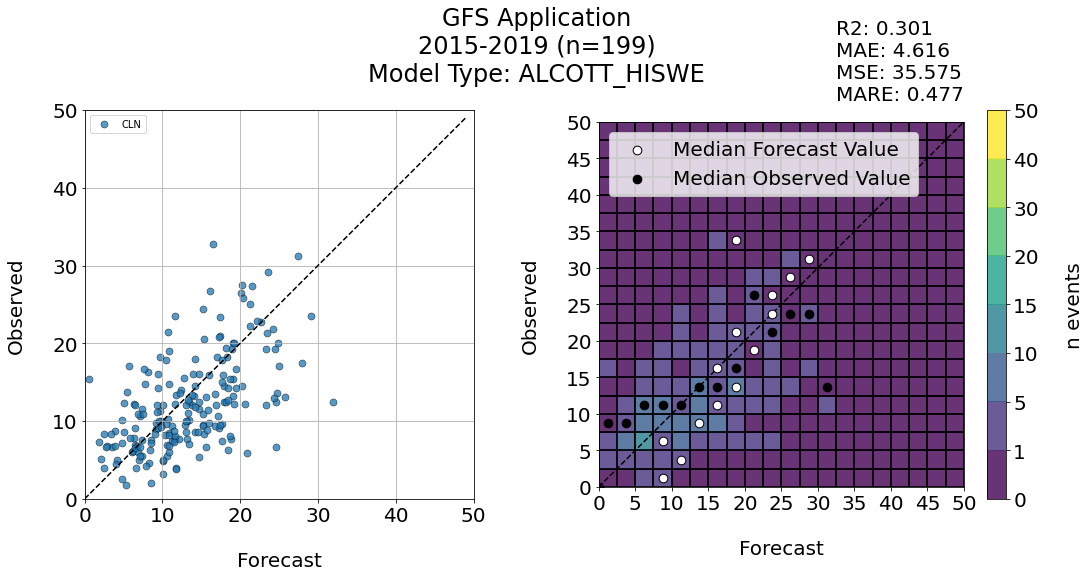 GFS Application
2015-2019 (n=199)
Model Type: ALCOTT_HISWE
R2: 0.301
MAE: 4.616
MSE: 35.575
MARE: 0.477
CLN
50
40
30
20
10
0
0 10 20 30 40 50
Observed
Forecast
Median Forecast Value
Median Observed Value
50
45
40
35
30
25
20
15
10
5
0
0 5 10 15 20 25 30 35 40 45 50
Observed
Forecast
50
40
30
20
15
10
5
1
0
n events